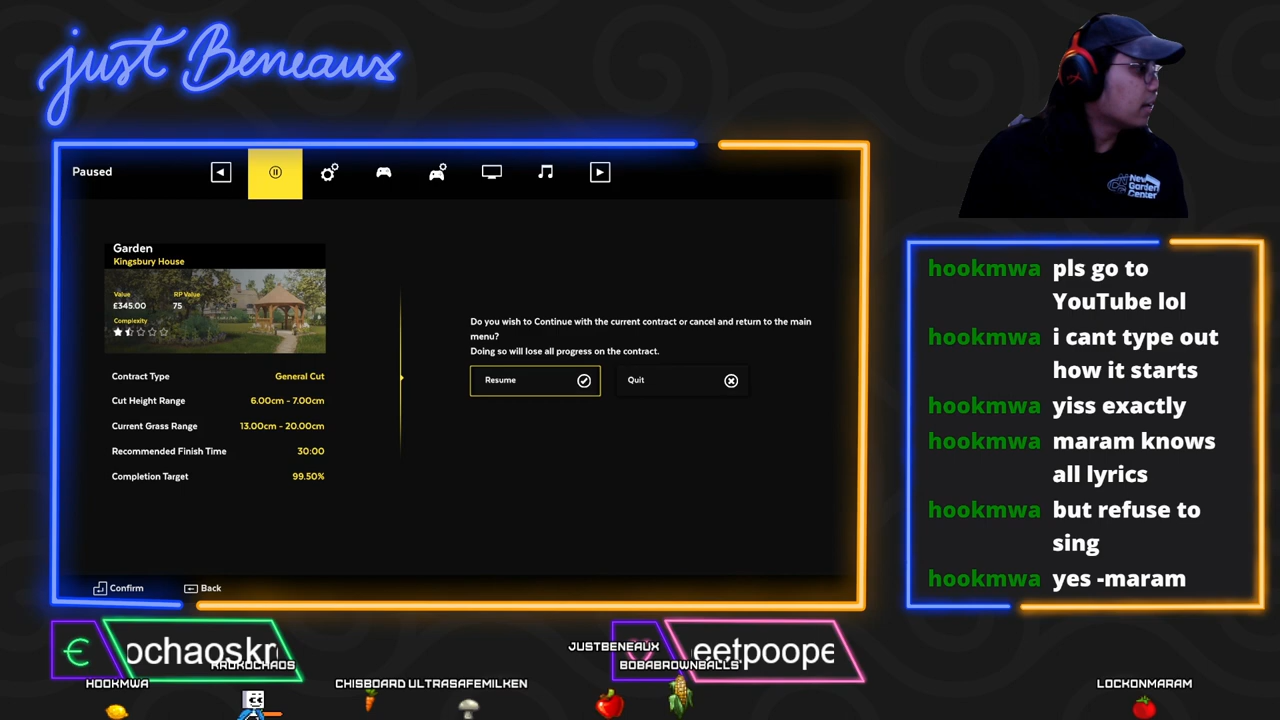 just Beneaux
Paused
Garden
Kingsbury House
Value
RP Value
£345.00
75
Complexity
Contract Type
General Cut
Cut Height Range
6.00cm - 7.00cm
Current Grass Range
13.00cm - 20.00cm
Recommended Finish Time
30:00
Completion Target
99.50%
Do you wish to Continue with the current contract or cancel and return to the main
menu?
Doing so will lose all progress on the contract.
Resume
Quit
Confirm
Back
New
Garden
Center
hookmwa pls go to
YouTube lol
hookmwa i cant type out
how it starts
hookmwa yiss exactly
hookmwa maram knows
all lyrics
hookmwa but refuse to
sing
hookmwa yes -maram
€
ochaoskr
eetpoope
JUSTBENEAUX
BOBABROWNBALLS
HOOKMWA
CHISBOARD
ULTRASAFEMILKEN
LOCKONMARAM